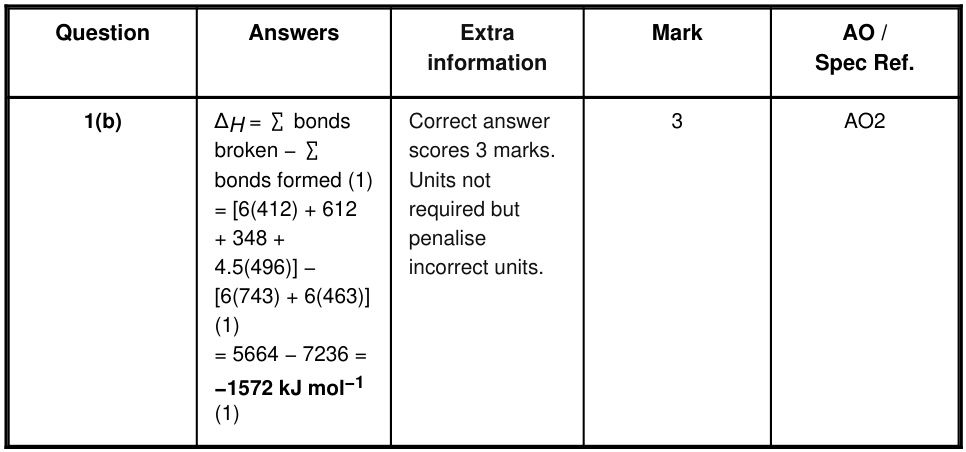 Question Answers Extra information Mark AO / Spec Ref.
1(b)
ΔH = ∑ bonds
broken − ∑
bonds formed (1)
= [6(412) + 612
+ 348 +
4.5(496)] −
[6(743) + 6(463)]
(1)
= 5664 − 7236 =
−1572 kJ mol⁻¹
(1)
Correct answer
scores 3 marks.
Units not
required but
penalise
incorrect units.
3
AO2